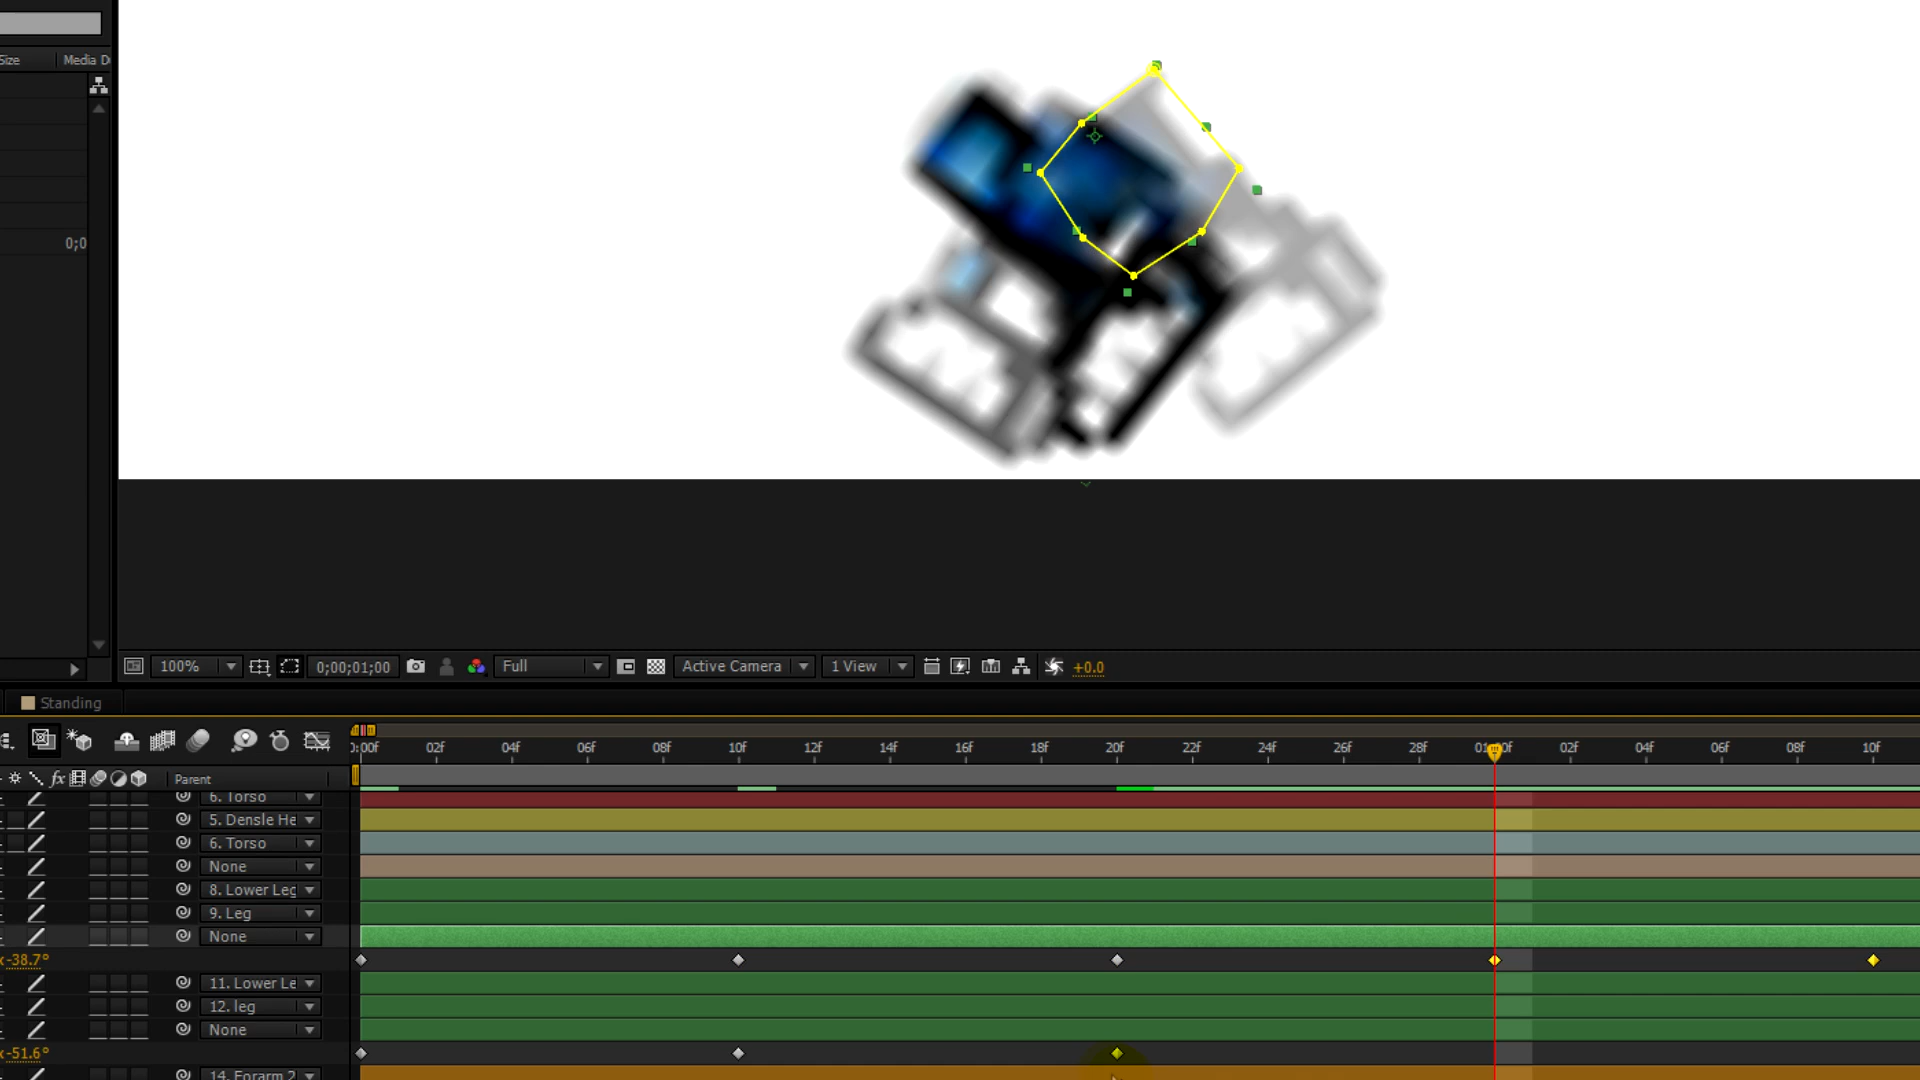 Size Media D
0;0
100% 0;00;01;00 Full Active Camera 1 View +0.0
Standing
0:00f 02f 04f 06f 08f 10f 12f 14f 16f 18f 20f 22f 24f 26f 28f 01:00f 02f 04f 06f 08f 10f
fx Parent
6. Torso
5. Densle He
6. Torso
None
8. Lower Leg
9. Leg
None
x-38.7°
11. Lower Le
12. leg
None
x-51.6°
14. Forarm 2